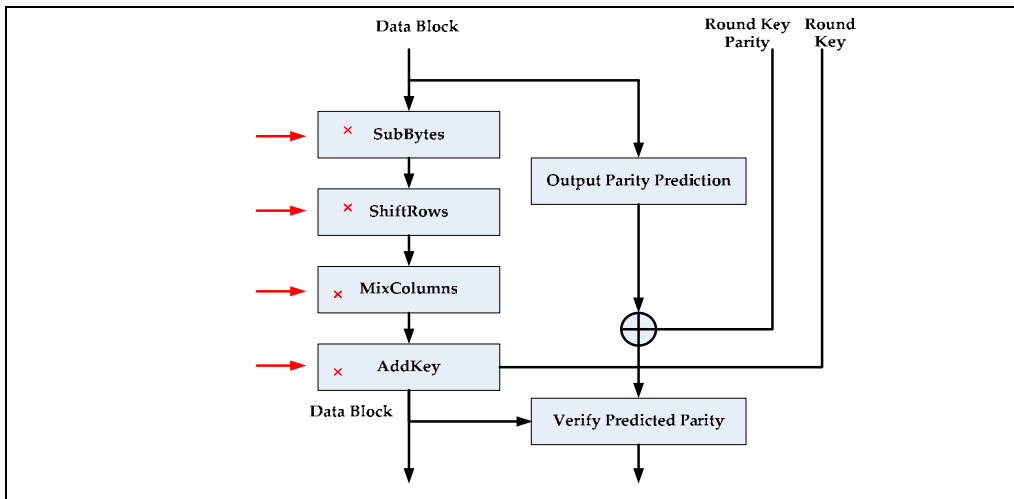 Data Block
Round Key
Parity
Round
Key
SubBytes
Output Parity Prediction
ShiftRows
MixColumns
AddKey
Data Block
Verify Predicted Parity